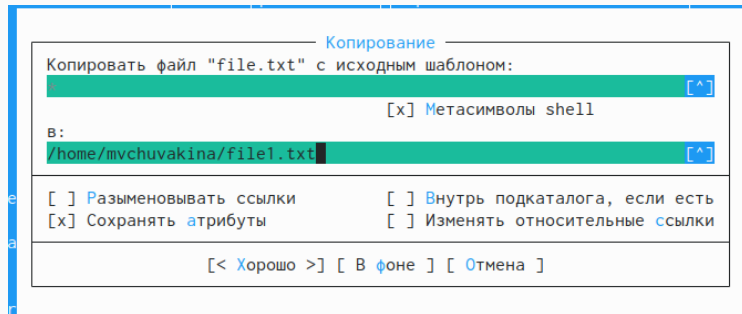 Копирование
Копировать файл "file.txt" с исходным шаблоном:
[^]
[x] Метасимволы shell
в:
/home/mvchuvakina/file1.txt [^]
[ ] Разыменовывать ссылки [ ] Внутрь подкаталога, если есть
[x] Сохранять атрибуты [ ] Изменять относительные ссылки
[< Хорошо >] [ В фоне ] [ Отмена ]